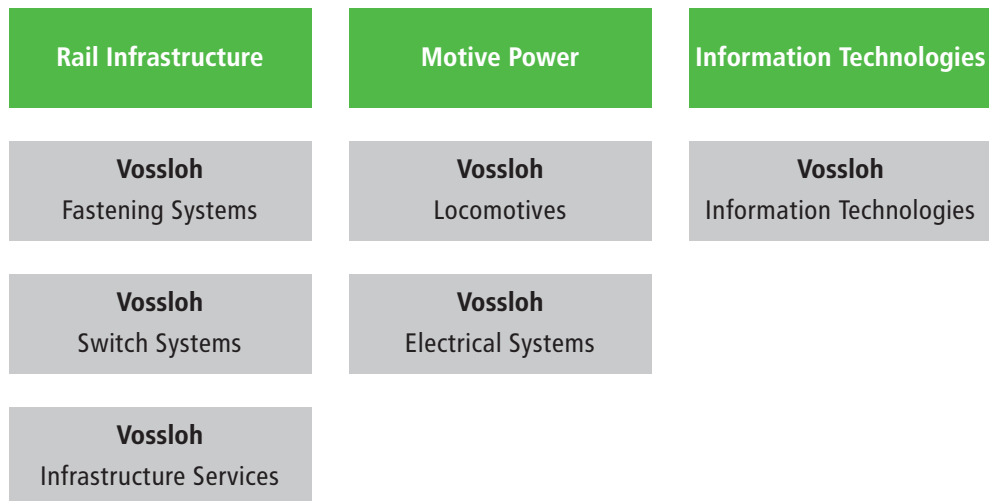 Rail Infrastructure
Motive Power
Information Technologies
Vossloh
Fastening Systems
Vossloh
Locomotives
Vossloh
Information Technologies
Vossloh
Switch Systems
Vossloh
Electrical Systems
Vossloh
Infrastructure Services